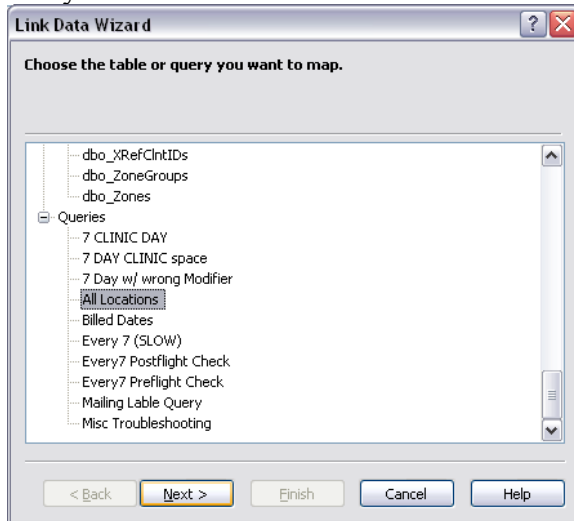 Link Data Wizard
Choose the table or query you want to map.
dbo_XRefClntIDs
dbo_ZoneGroups
dbo_Zones
Queries
7 CLINIC DAY
7 DAY CLINIC space
7 Day w/ wrong Modifier
All Locations
Billed Dates
Every 7 (SLOW)
Every7 Postflight Check
Every7 Preflight Check
Mailing Lable Query
Misc Troubleshooting
< Back Next > Finish Cancel Help